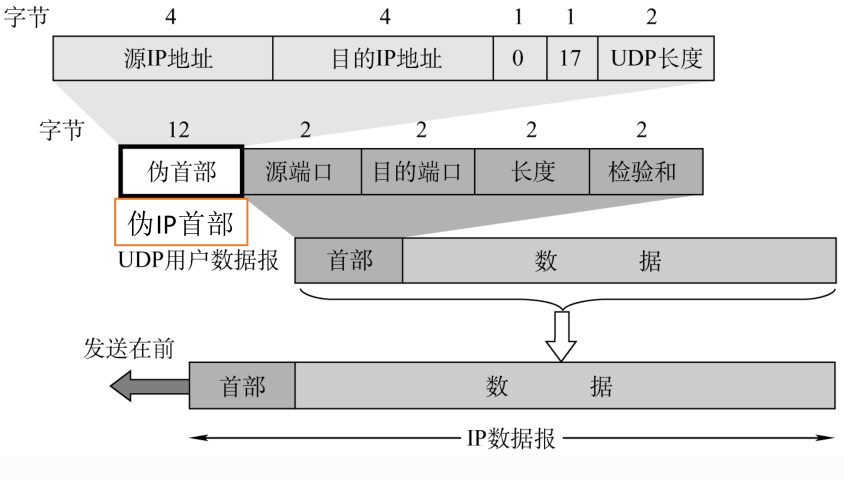 字节 4 4 1 1 2
源IP地址 目的IP地址 0 17 UDP长度
字节 12 2 2 2 2
伪首部 源端口 目的端口 长度 检验和
伪IP首部
UDP用户数据报 首部 数 据
发送在前
首部 数 据
IP数据报